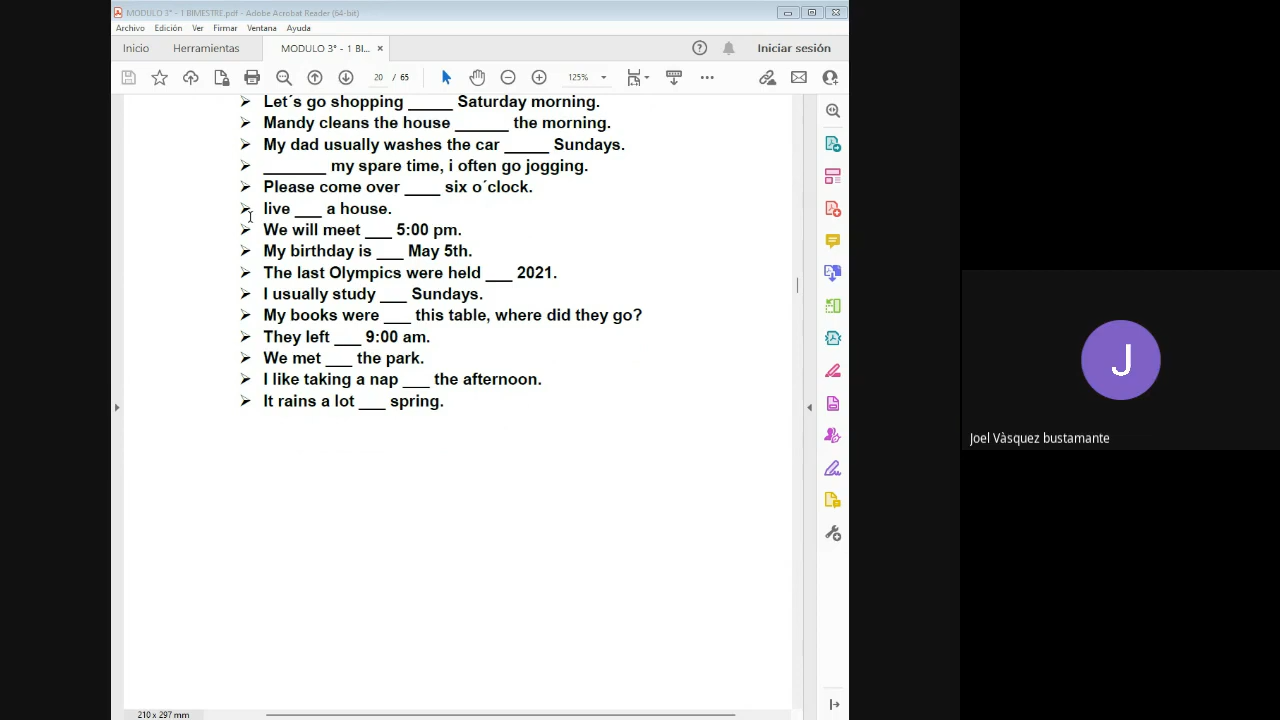 MODULO 3° - 1 BIMESTRE.pdf - Adobe Acrobat Reader (64-bit)
Archivo Edición Ver Firmar Ventana Ayuda
Inicio Herramientas MODULO 3° - 1 BI... × Iniciar sesión
20 / 65 125%
Let´s go shopping _____ Saturday morning.
Mandy cleans the house ______ the morning.
My dad usually washes the car _____ Sundays.
_______ my spare time, i often go jogging.
Please come over ____ six o´clock.
live ___ a house.
We will meet ___ 5:00 pm.
My birthday is ___ May 5th.
The last Olympics were held ___ 2021.
I usually study ___ Sundays.
My books were ___ this table, where did they go?
They left ___ 9:00 am.
We met ___ the park.
I like taking a nap ___ the afternoon.
It rains a lot ___ spring.
210 x 297 mm
J
Joel Vàsquez bustamante